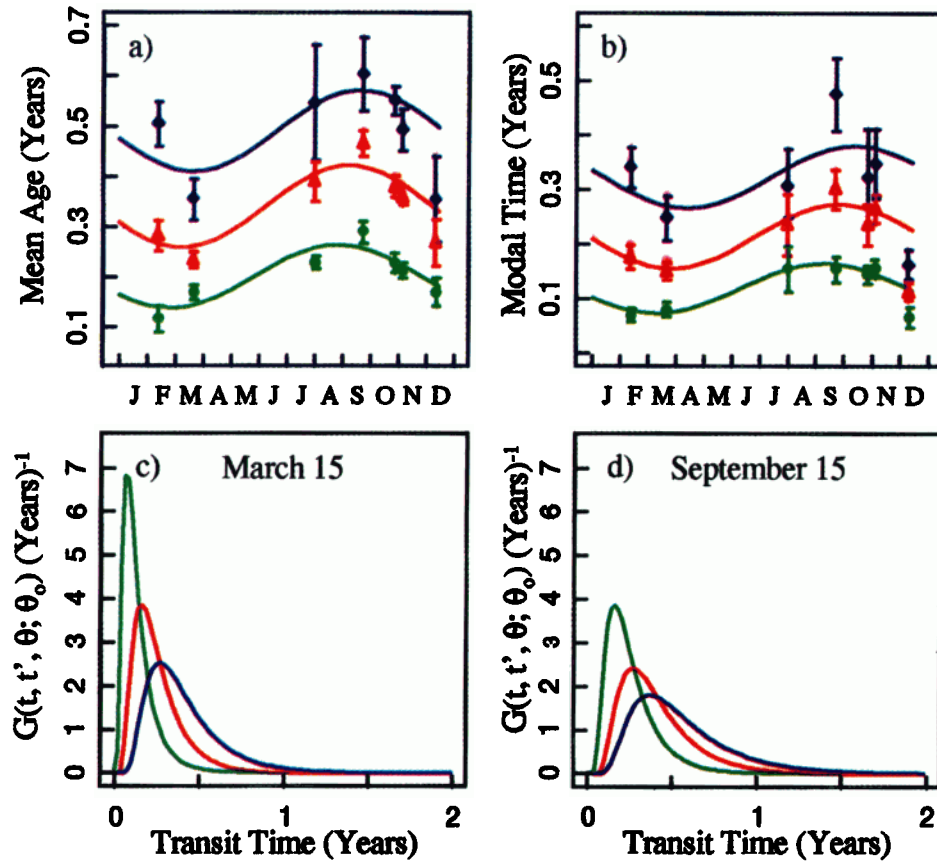 a)
Mean Age (Years)
0.7
0.5
0.3
0.1
J F M A M J J A S O N D
b)
Modal Time (Years)
0.5
0.3
0.1
J F M A M J J A S O N D
c) March 15
G(t, t', θ; θ₀) (Years)⁻¹
7
6
5
4
3
2
1
0
0 1 2
Transit Time (Years)
d) September 15
G(t, t', θ; θ₀) (Years)⁻¹
7
6
5
4
3
2
1
0
0 1 2
Transit Time (Years)